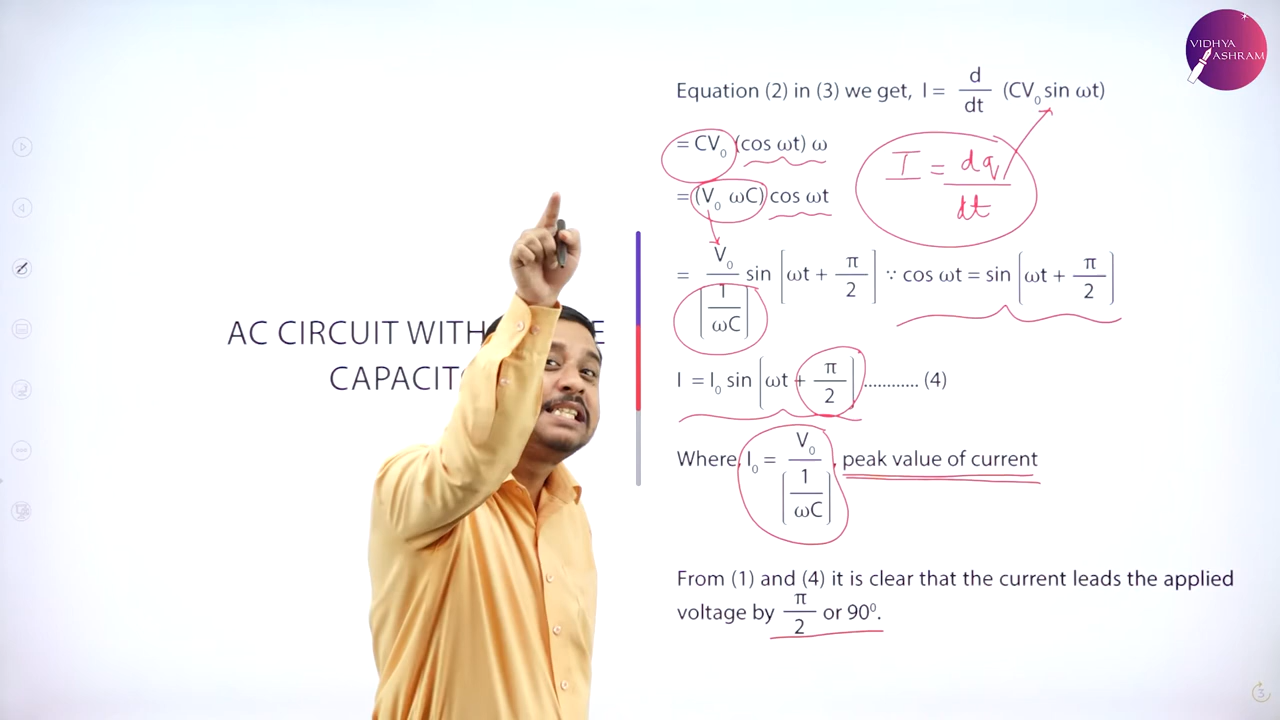 VIDHYA
ASHRAM
Equation (2) in (3) we get, I = d/dt (CV₀ sin ωt)
= CV₀ (cos ωt) ω
= (V₀ ωC) cos ωt
I = dq/dt
= V₀/[1/ωC] sin [ωt + π/2] ∵ cos ωt = sin [ωt + π/2]
AC CIRCUIT WITH
CAPACIT
I = I₀ sin [ωt + π/2] ............ (4)
Where, I₀ = V₀/[1/ωC], peak value of current
From (1) and (4) it is clear that the current leads the applied
voltage by π/2 or 90⁰.
3